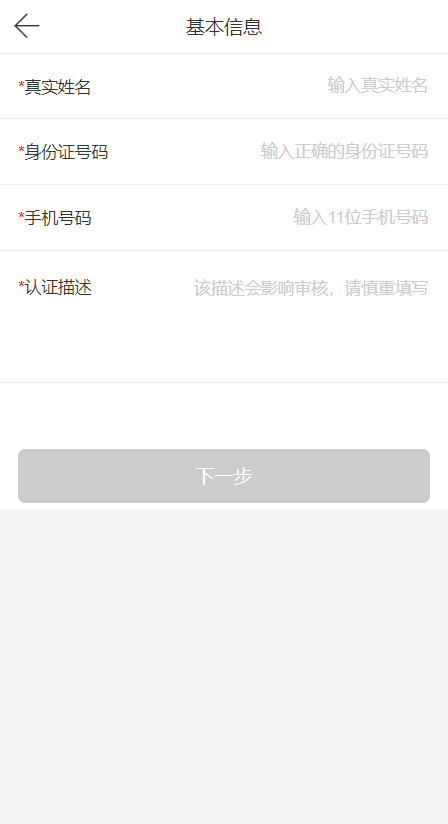 基本信息
*真实姓名 输入真实姓名
*身份证号码 输入正确的身份证号码
*手机号码 输入11位手机号码
*认证描述 该描述会影响审核，请慎重填写
下一步